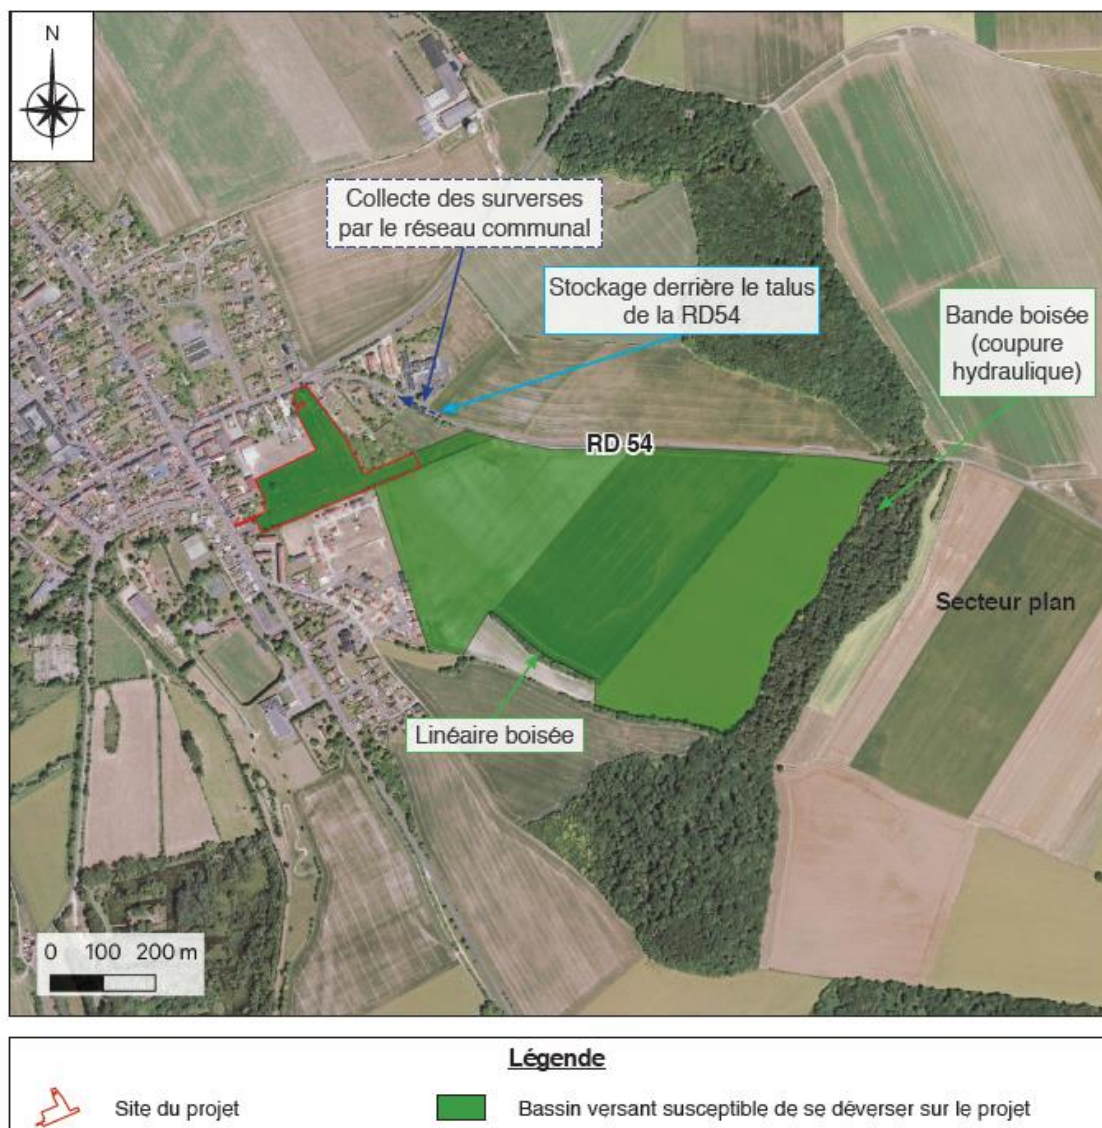 N
Collecte des surverses
par le réseau communal
Stockage derrière le talus
de la RD54
Bande boisée
(coupure
hydraulique)
RD 54
Secteur plan
Linéaire boisée
0 100 200 m
Légende
Site du projet
Bassin versant susceptible de se déverser sur le projet